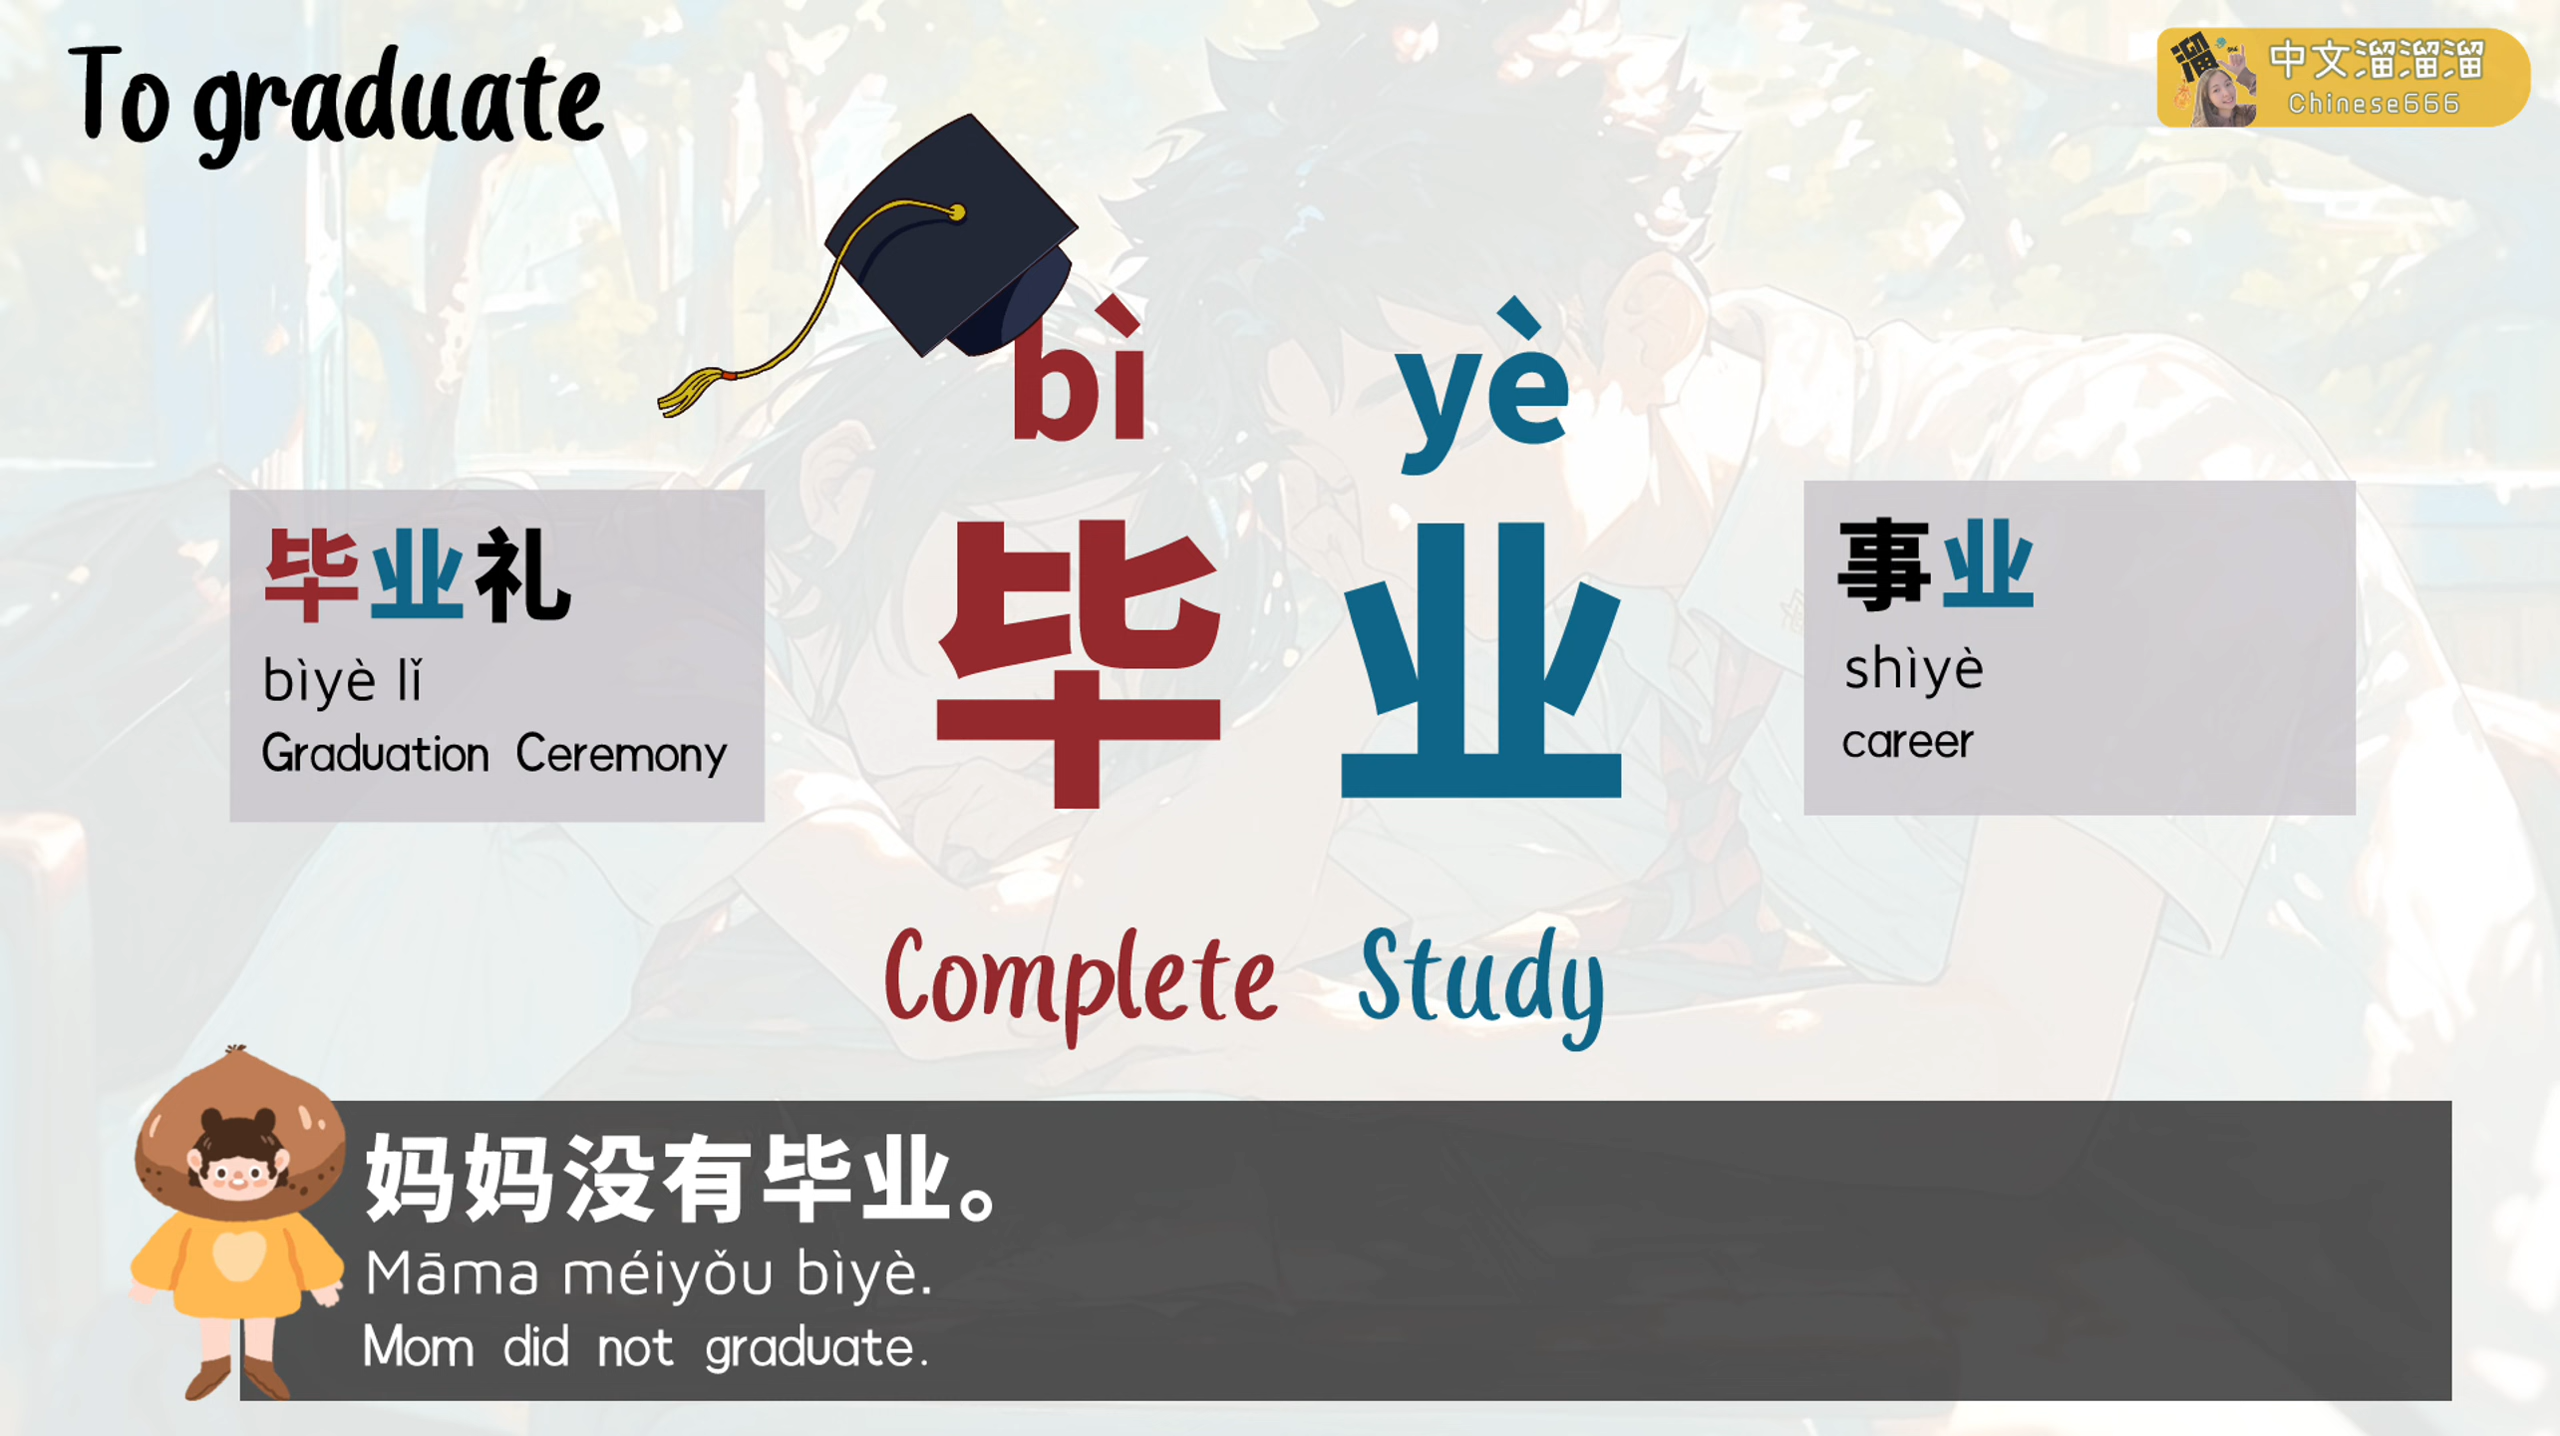 To graduate
中文溜溜溜
Chinese666
bì yè
毕业
Complete Study
毕业礼
bìyè lǐ
Graduation Ceremony
事业
shìyè
career
妈妈没有毕业。
Māma méiyǒu bìyè.
Mom did not graduate.